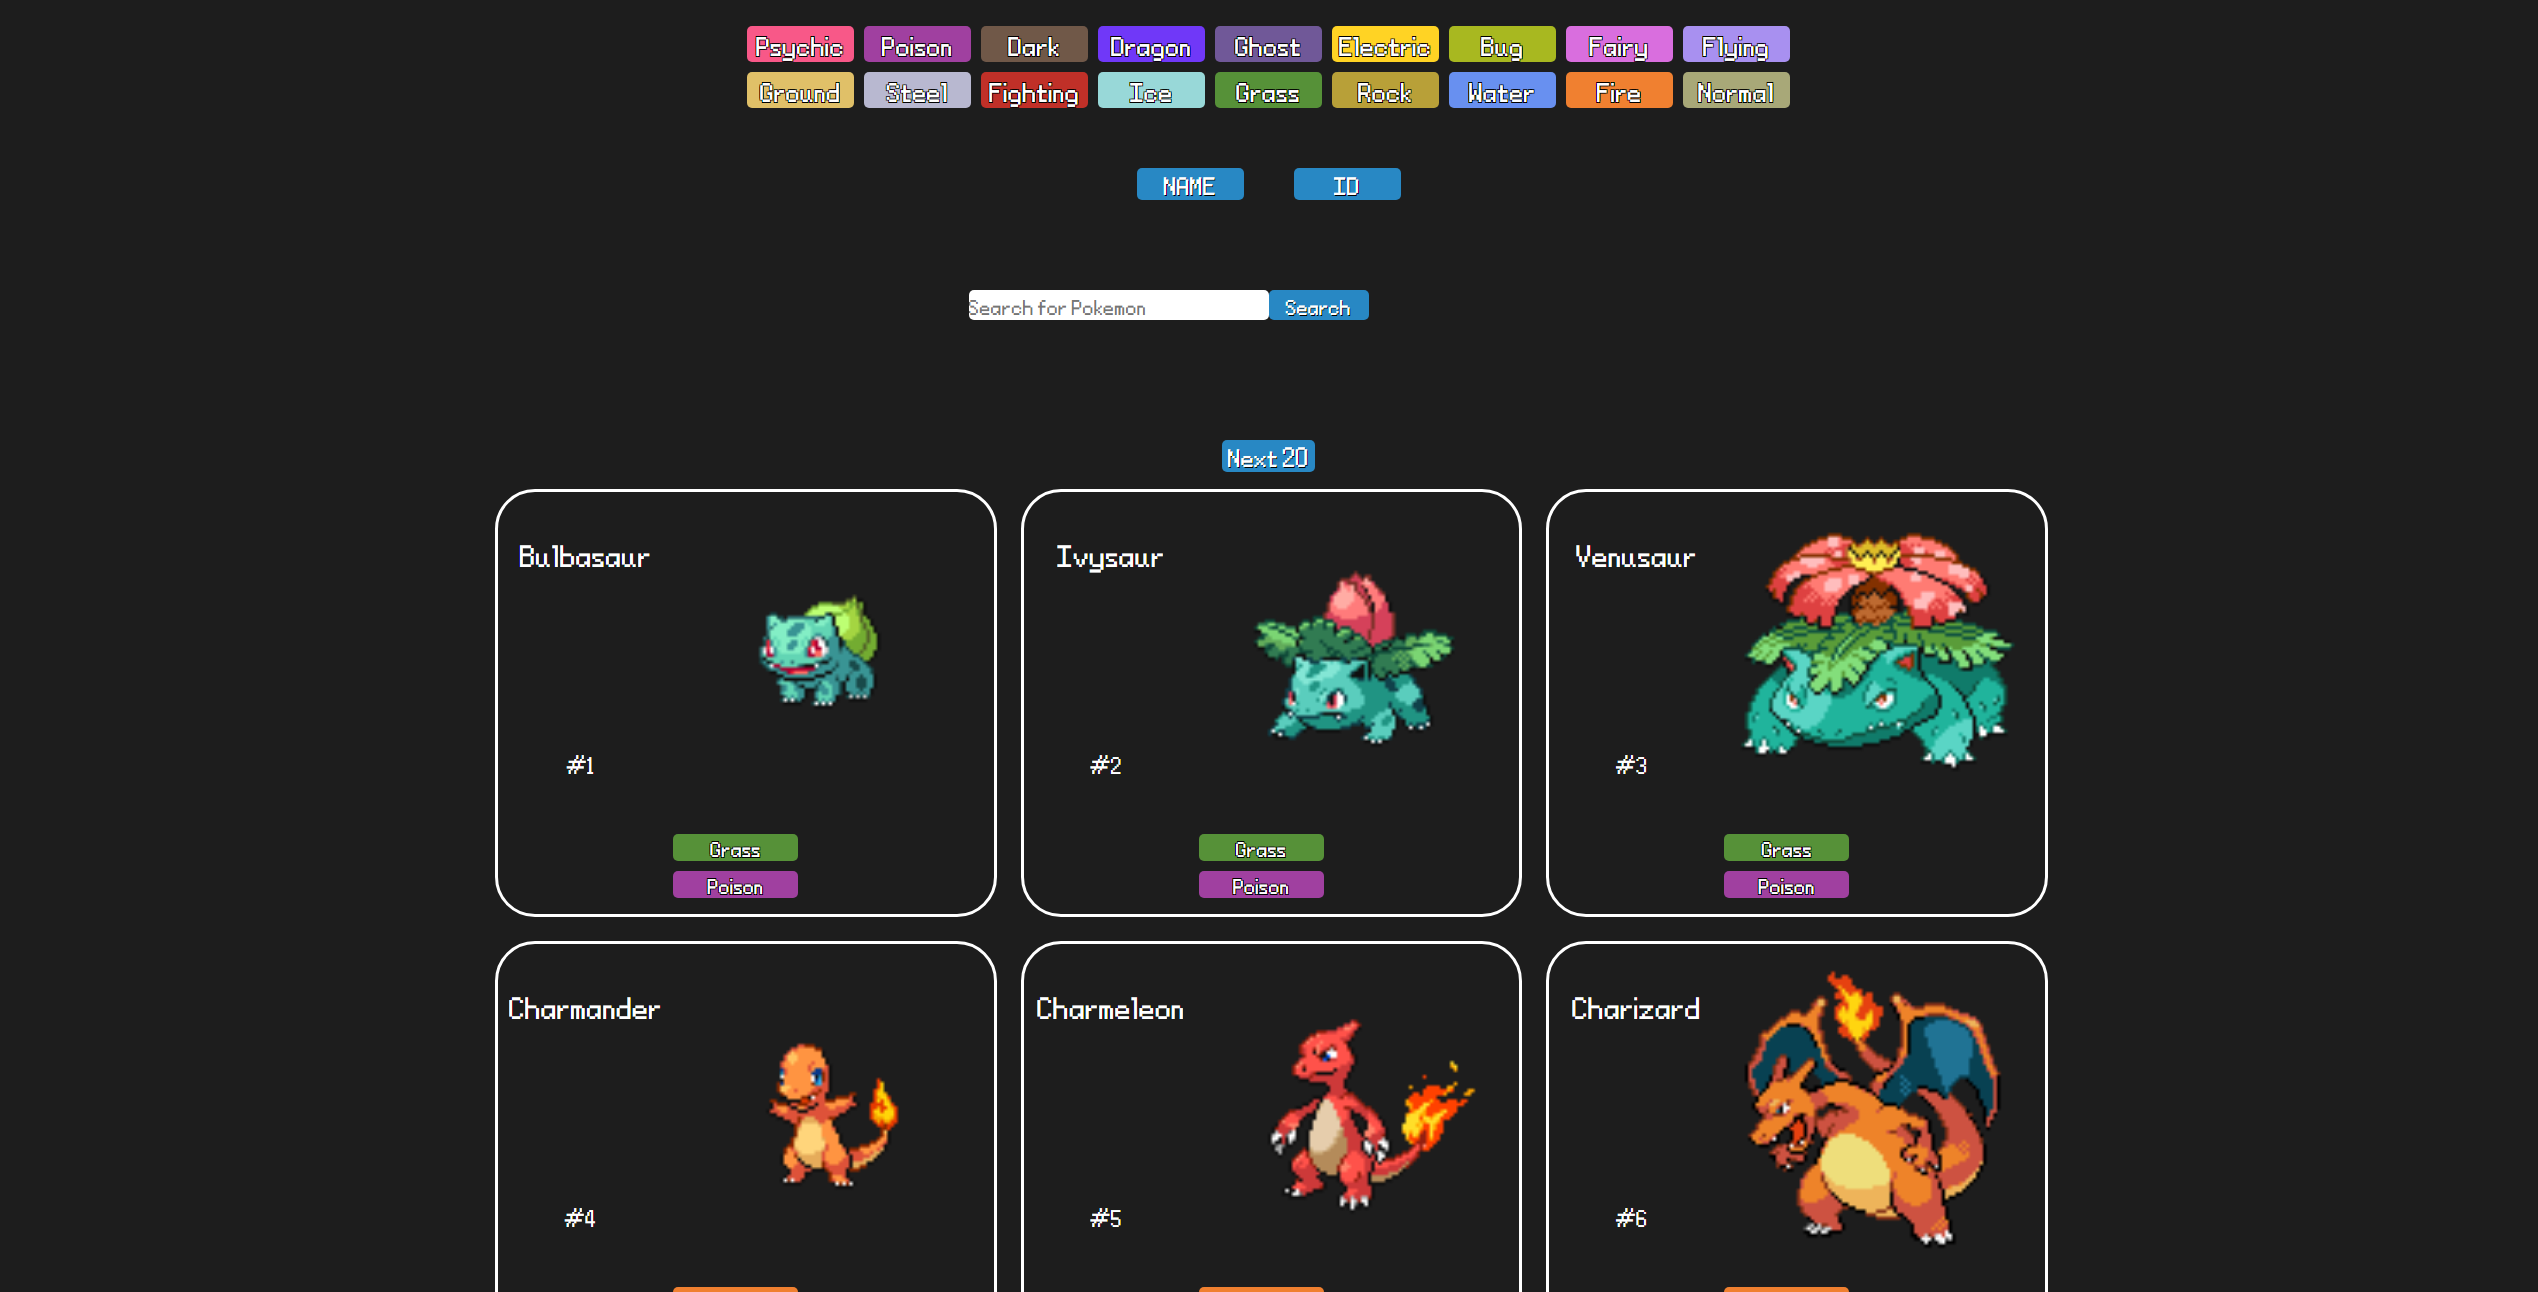 Psychic Poison Dark Dragon Ghost Electric Bug Fairy Flying
Ground Steel Fighting Ice Grass Rock Water Fire Normal
NAME ID
Search for Pokemon Search
Next 20
Bulbasaur Ivysaur Venusaur
#1 #2 #3
Grass Grass Grass
Poison Poison Poison
Charmander Charmeleon Charizard
#4 #5 #6